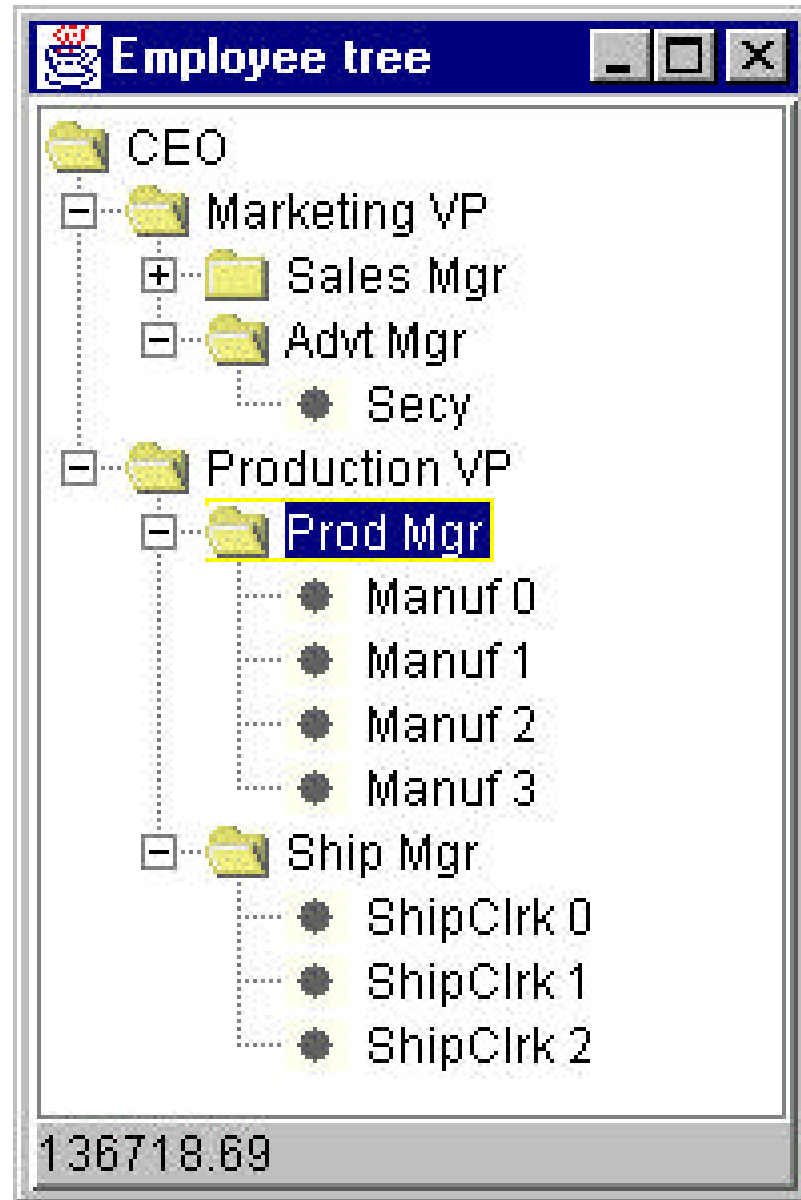 Employee tree
CEO
Marketing VP
Sales Mgr
Advt Mgr
Secy
Production VP
Prod Mgr
Manuf 0
Manuf 1
Manuf 2
Manuf 3
Ship Mgr
ShipClrk 0
ShipClrk 1
ShipClrk 2
136718.69